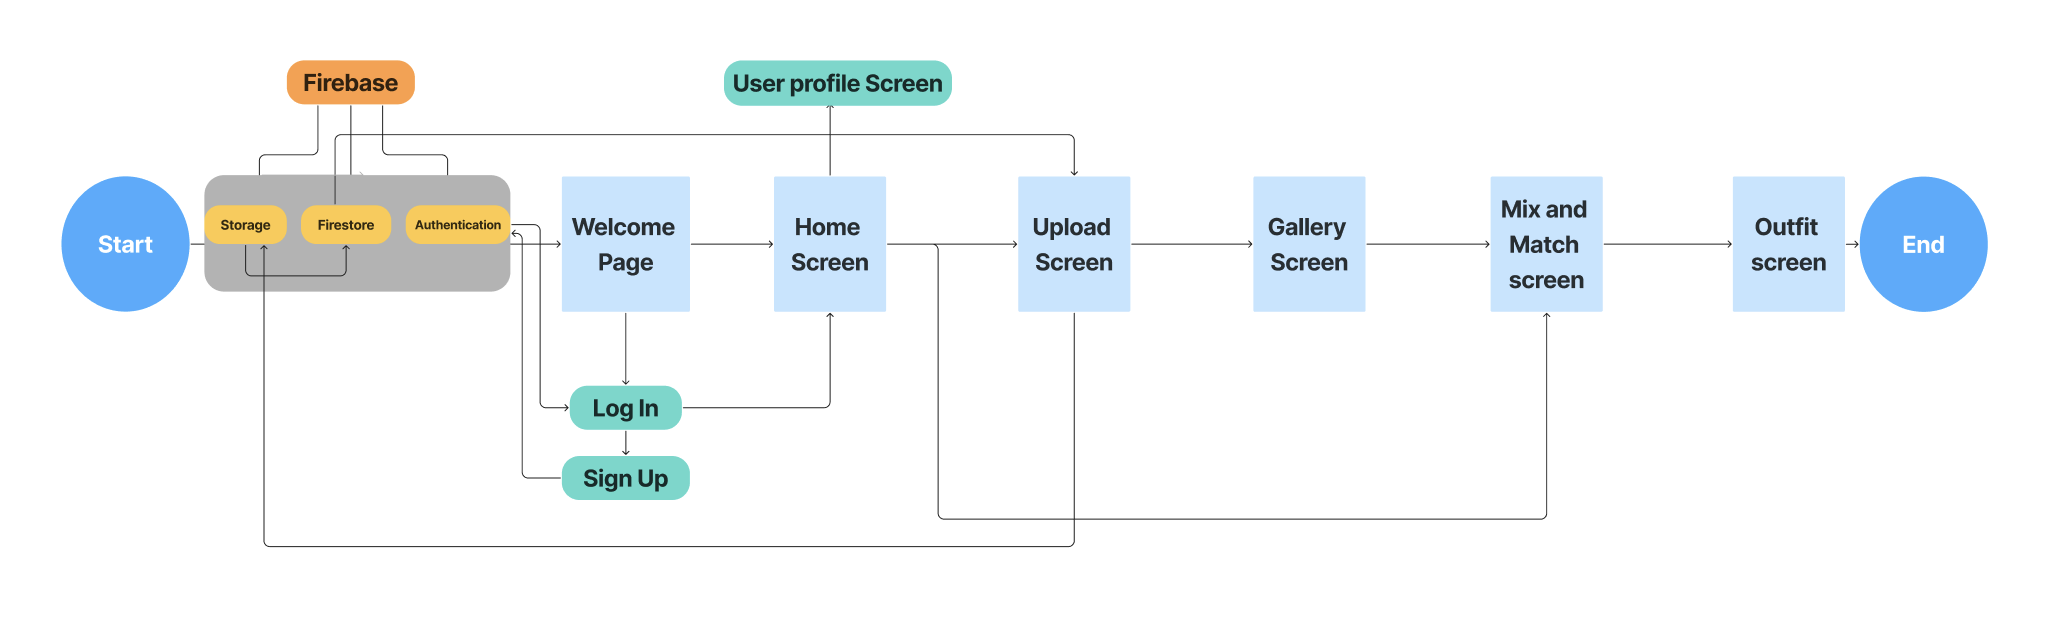 Firebase
User profile Screen
Start
Storage
Firestore
Authentication
Welcome
Page
Home
Screen
Upload
Screen
Gallery
Screen
Mix and
Match
screen
Outfit
screen
End
Log In
Sign Up